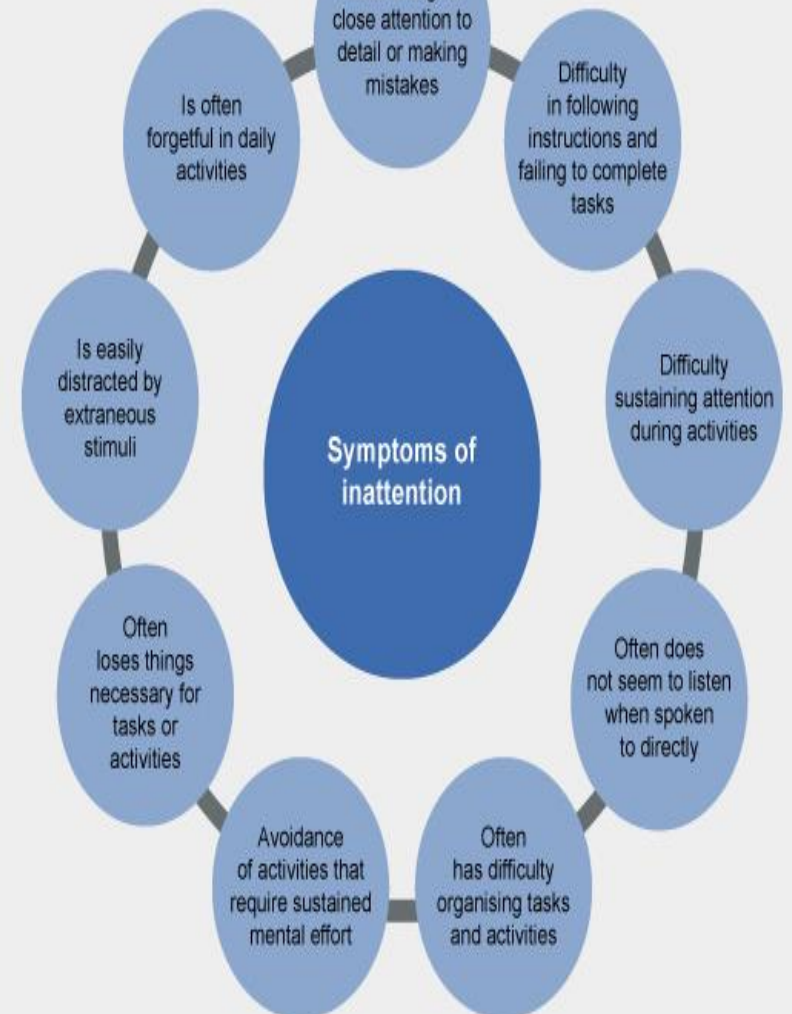 close attention to
detail or making
mistakes
Difficulty
in following
instructions and
failing to complete
tasks
Difficulty
sustaining attention
during activities
Often does
not seem to listen
when spoken
to directly
Often
has difficulty
organising tasks
and activities
Avoidance
of activities that
require sustained
mental effort
Often
loses things
necessary for
tasks or
activities
Is easily
distracted by
extraneous
stimuli
Is often
forgetful in daily
activities
Symptoms of
inattention